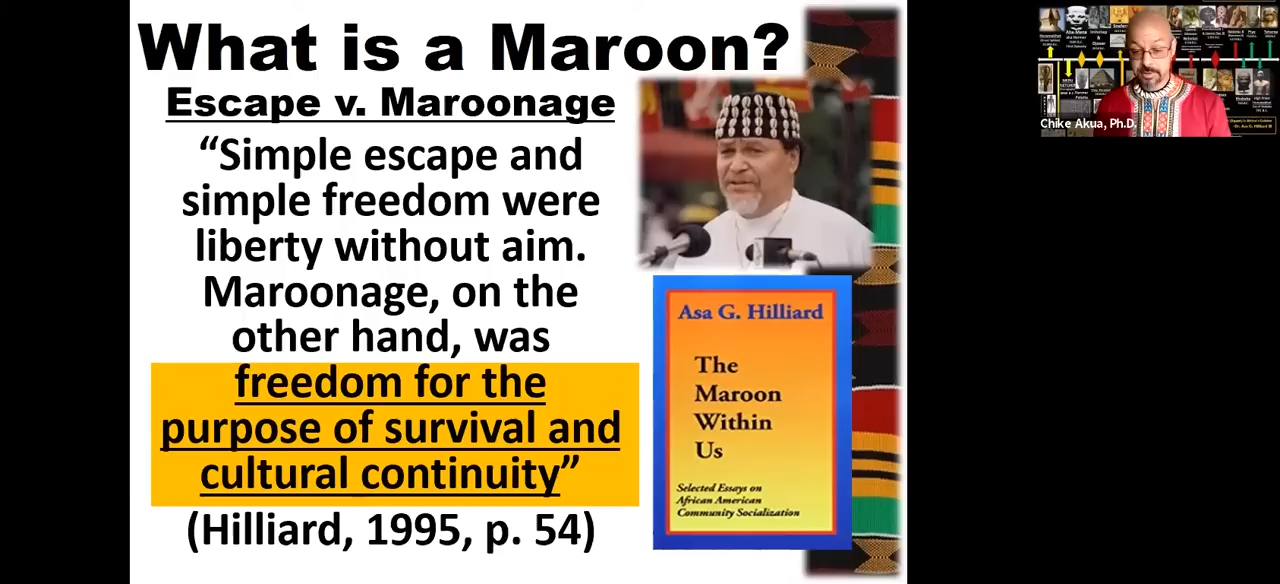 What is a Maroon?
Escape v. Maroonage
“Simple escape and
simple freedom were
liberty without aim.
Maroonage, on the
other hand, was
freedom for the
purpose of survival and
cultural continuity”
(Hilliard, 1995, p. 54)
Asa G. Hilliard
The
Maroon
Within
Us
Selected Essays on
African American
Community Socialization
Chike Akua, Ph.D.